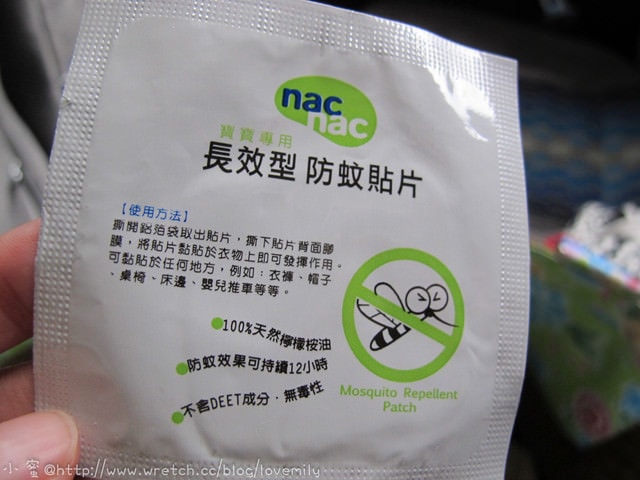 nac
nac
寶寶專用
長效型 防蚊貼片
【使用方法】
撕開鋁箔袋取出貼片，撕下貼片背面膠
膜，將貼片黏貼於衣物上即可發揮作用。
可黏貼於任何地方，例如：衣褲、帽子
、桌椅、床邊、嬰兒推車等等。
100%天然檸檬桉油
防蚊效果可持續12小時
不含DEET成分．無毒性
Mosquito Repellent
Patch
小蜜@http://www.wretch.cc/blog/lovemily